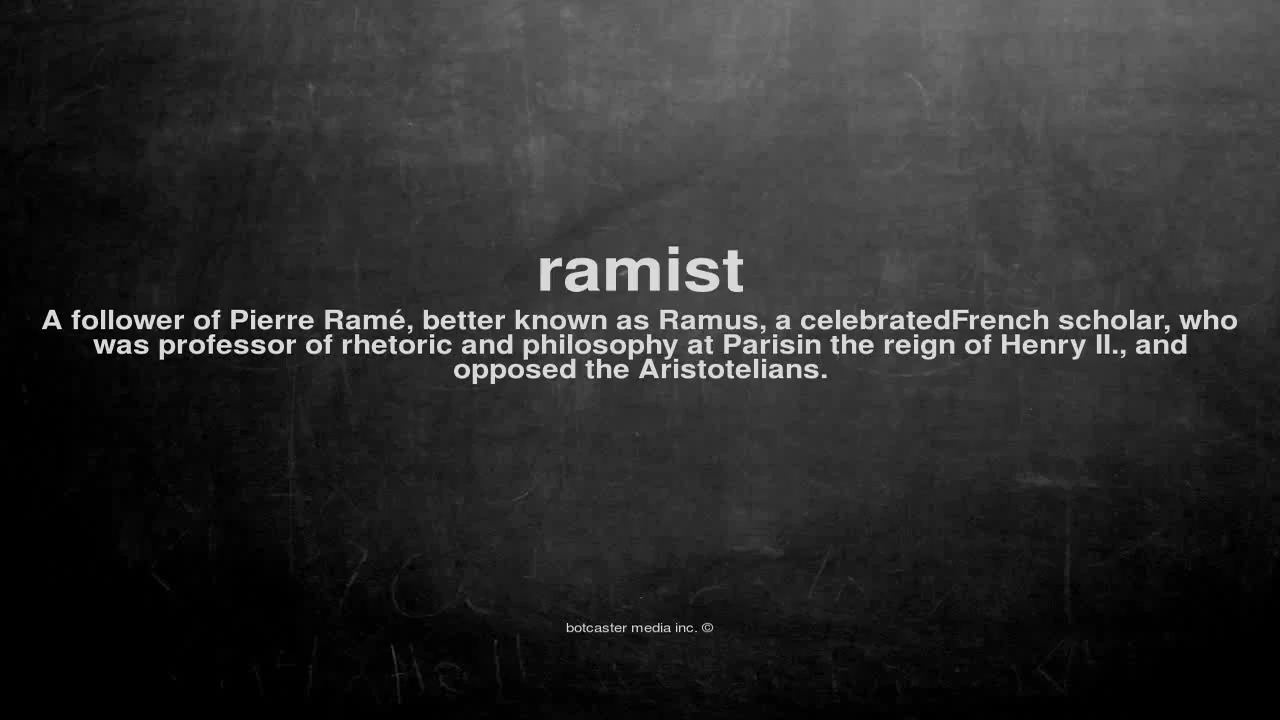 ramist
A follower of Pierre Ramé, better known as Ramus, a celebratedFrench scholar, who
was professor of rhetoric and philosophy at Parisin the reign of Henry II., and
opposed the Aristotelians.
botcaster media inc. ©